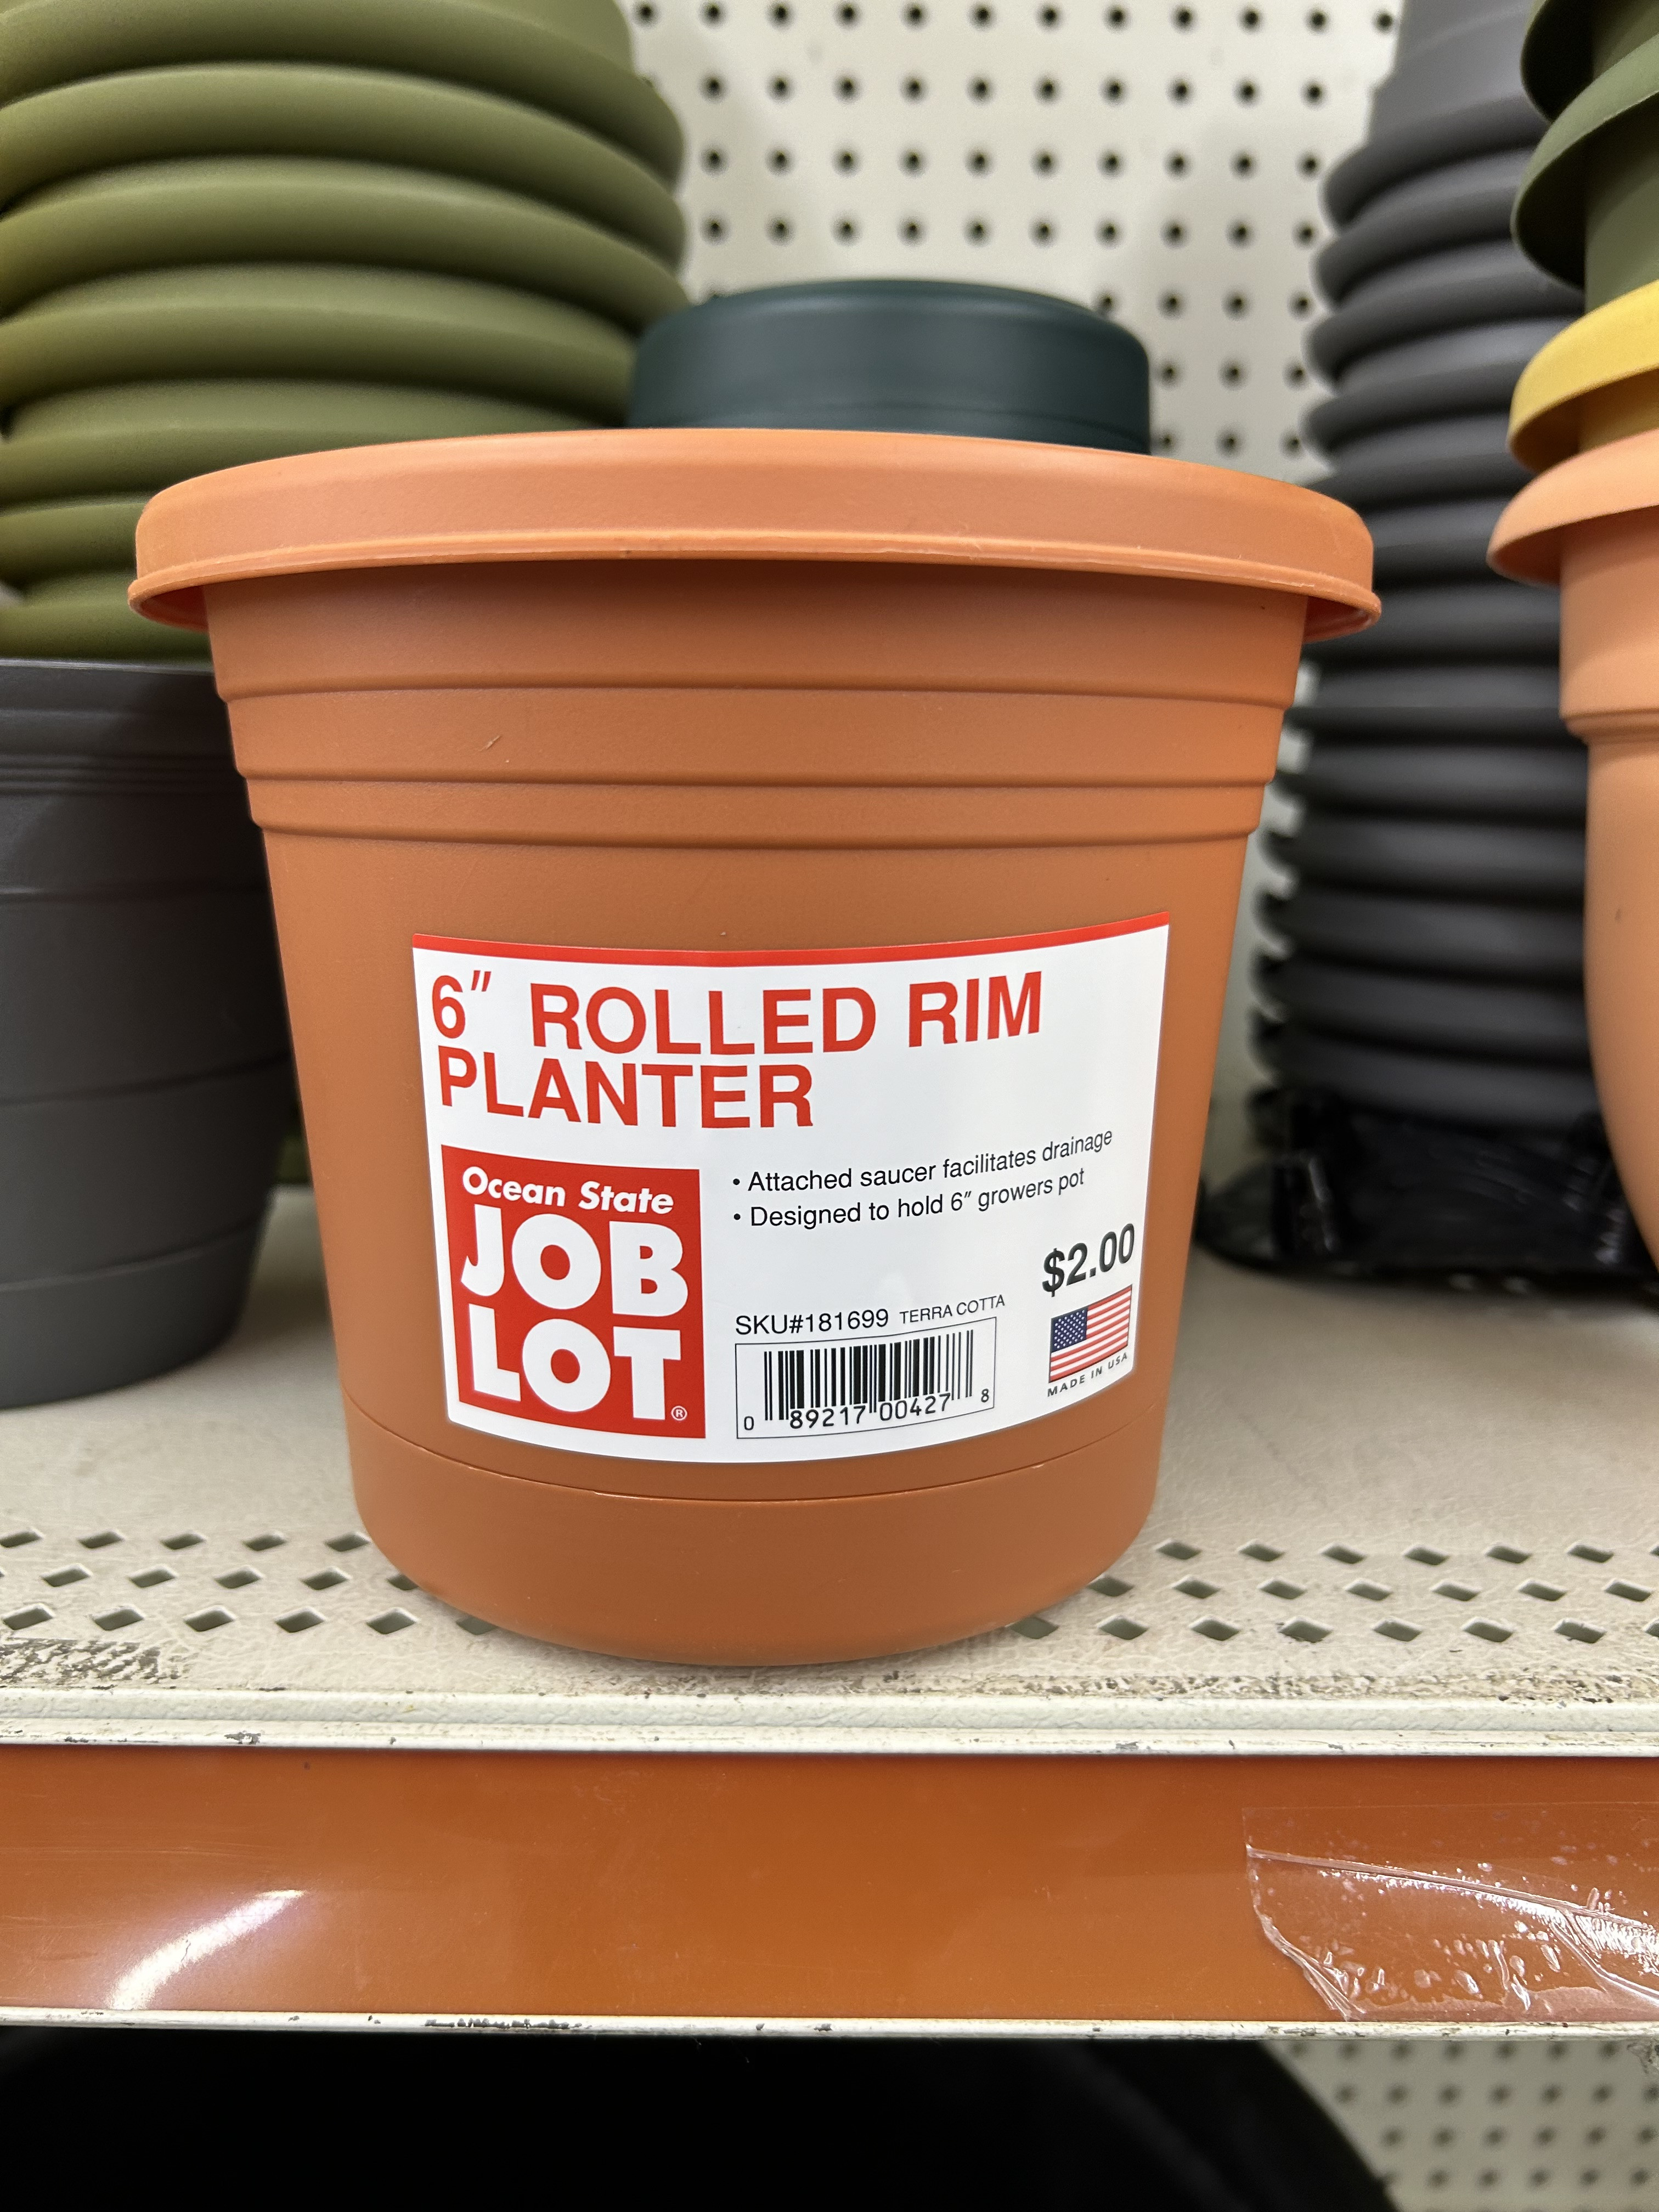 6" ROLLED RIM
PLANTER
Ocean State
JOB
LOT®
• Attached saucer facilitates drainage
• Designed to hold 6" growers pot
$2.00
SKU#181699 TERRA COTTA
0 89217 00427 8
MADE IN USA